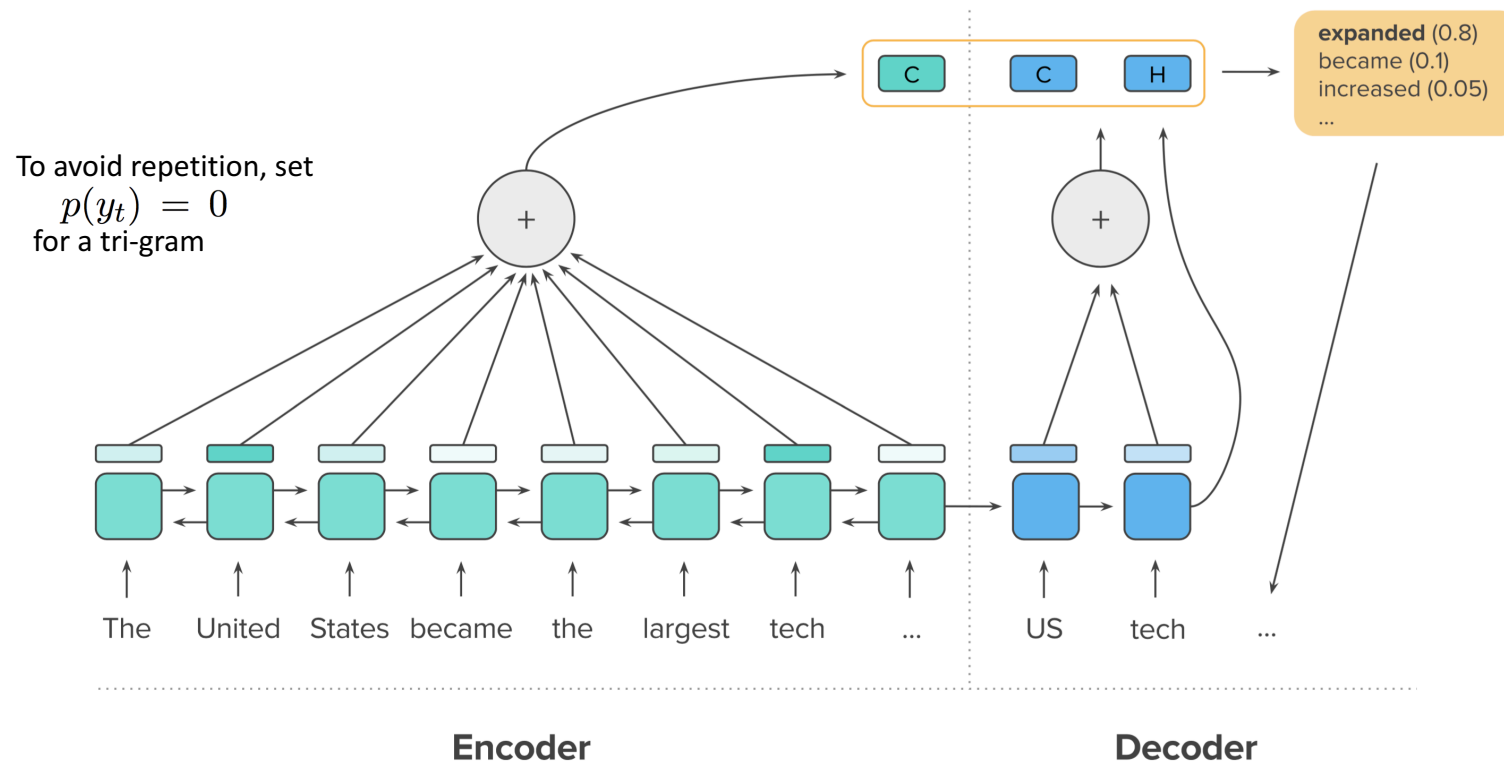 C C H
expanded (0.8)
became (0.1)
increased (0.05)
...
To avoid repetition, set
p(y_t) = 0
for a tri-gram
+ +
The United States became the largest tech ... US tech ...
Encoder Decoder